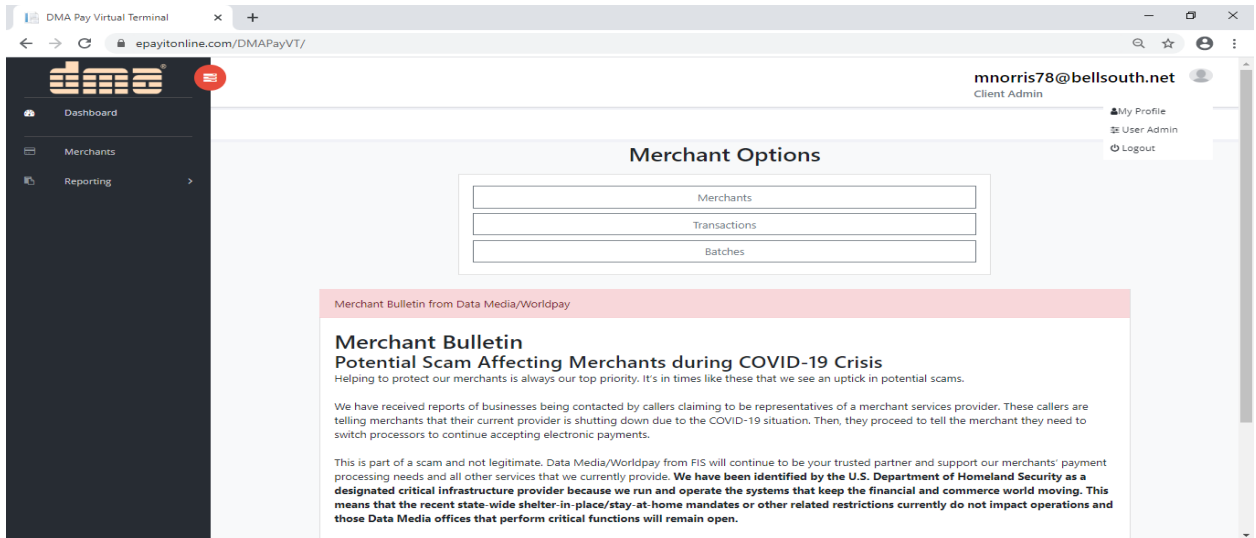 DMA Pay Virtual Terminal
epayitonline.com/DMAPayVT/
dma
mnorris78@bellsouth.net
Client Admin
My Profile
User Admin
Logout
Dashboard
Merchants
Reporting
Merchant Options
Merchants
Transactions
Batches
Merchant Bulletin from Data Media/Worldpay
Merchant Bulletin
Potential Scam Affecting Merchants during COVID-19 Crisis
Helping to protect our merchants is always our top priority. It's in times like these that we see an uptick in potential scams.
We have received reports of businesses being contacted by callers claiming to be representatives of a merchant services provider. These callers are
telling merchants that their current provider is shutting down due to the COVID-19 situation. Then, they proceed to tell the merchant they need to
switch processors to continue accepting electronic payments.
This is part of a scam and not legitimate. Data Media/Worldpay from FIS will continue to be your trusted partner and support our merchants' payment
processing needs and all other services that we currently provide. We have been identified by the U.S. Department of Homeland Security as a
designated critical infrastructure provider because we run and operate the systems that keep the financial and commerce world moving. This
means that the recent state-wide shelter-in-place/stay-at-home mandates or other related restrictions currently do not impact operations and
those Data Media offices that perform critical functions will remain open.